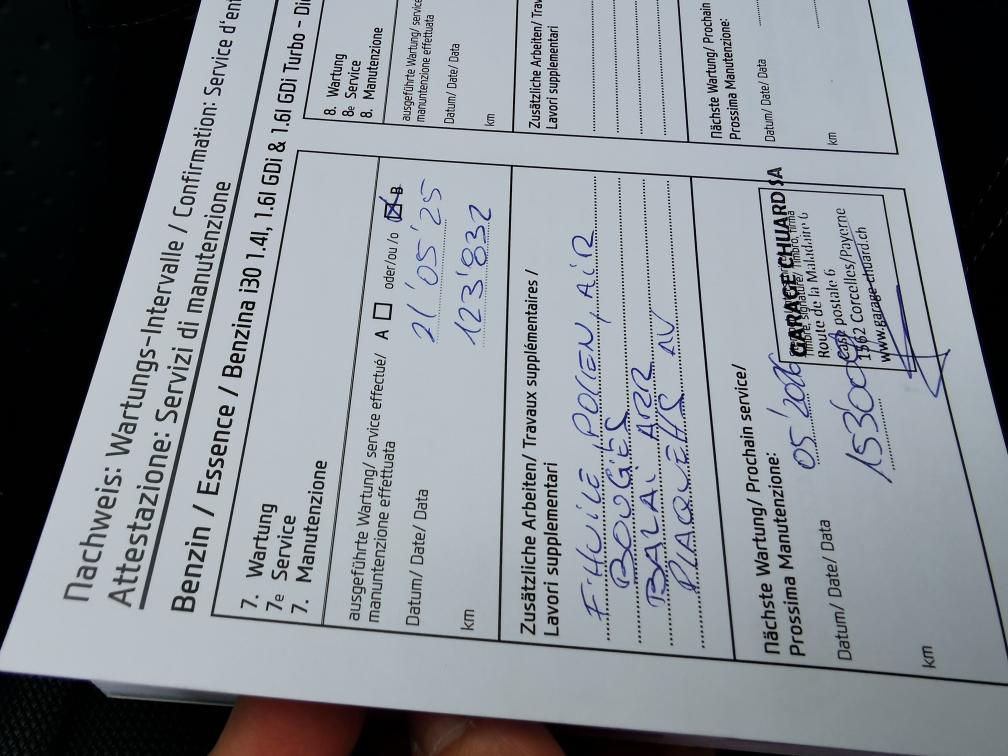 Nachweis: Wartungs-Intervalle / Confirmation: Service d'en
Attestazione: Servizi di manutenzione
Benzin / Essence / Benzina i30 1.4l, 1.6l GDi & 1.6l GDi Turbo - Di
7. Wartung
7e Service
7. Manutenzione
ausgeführte Wartung/ service effectué/ A oder/ou/o B
manuntenzione effettuata
Datum/ Date/ Data 21'05'25
km 123'832
Zusätzliche Arbeiten/ Travaux supplémentaires /
Lavori supplementari
F HUILE, POLLEN, AIR
BOUGIES
BALAI ARR
PLAQUETTS AV
Nächste Wartung/ Prochain service/
Prossima Manutenzione:
Datum/ Date/ Data 05'2026
km
GARAGE CHUARD SA
Route de la Maladaire 6
Case postale 6
1562 Corcelles/Payerne
www.garage-chuard.ch
8. Wartung
8e Service
8. Manutenzione
ausgeführte Wartung/ service
manuntenzione effettuata
Datum/ Date/ Data
km
Zusätzliche Arbeiten/ Trav
Lavori supplementari
Nächste Wartung/ Prochain
Prossima Manutenzione:
Datum/ Date/ Data
km